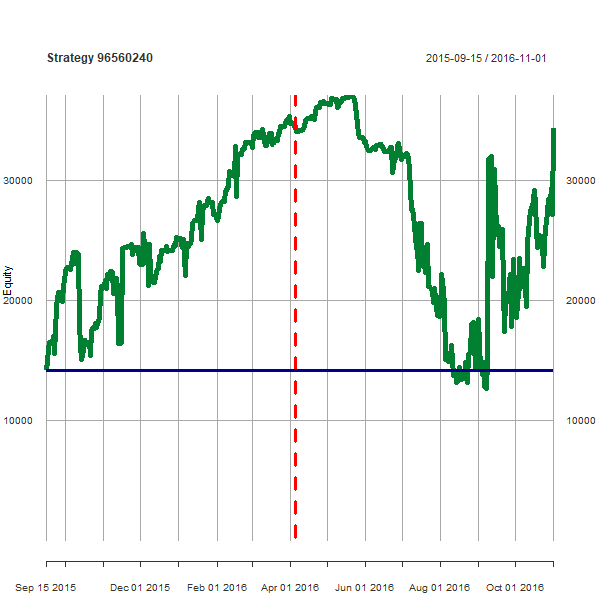 Strategy 96560240
2015-09-15 / 2016-11-01
30000
30000
Equity
20000
20000
10000
10000
Sep 15 2015
Dec 01 2015
Feb 01 2016
Apr 01 2016
Jun 01 2016
Aug 01 2016
Oct 01 2016